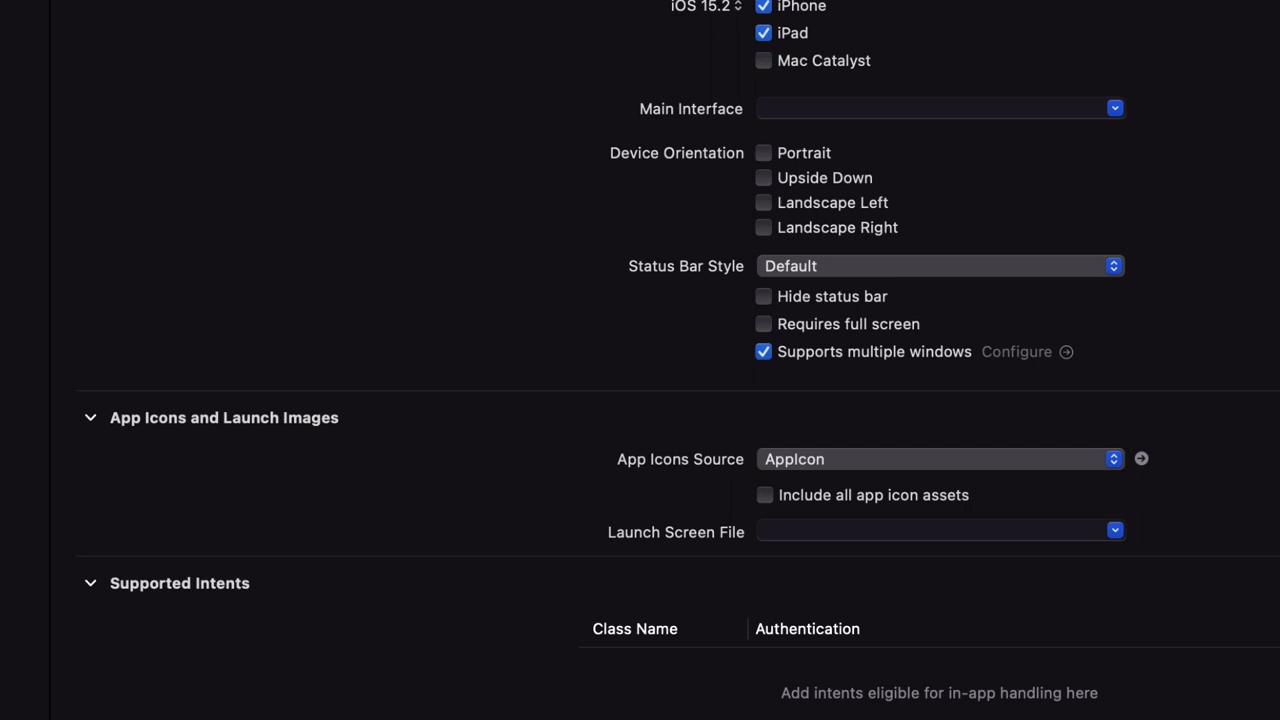 iOS 15.2 iPhone
iPad
Mac Catalyst
Main Interface
Device Orientation Portrait
Upside Down
Landscape Left
Landscape Right
Status Bar Style Default
Hide status bar
Requires full screen
Supports multiple windows Configure
App Icons and Launch Images
App Icons Source AppIcon
Include all app icon assets
Launch Screen File
Supported Intents
Class Name Authentication
Add intents eligible for in-app handling here